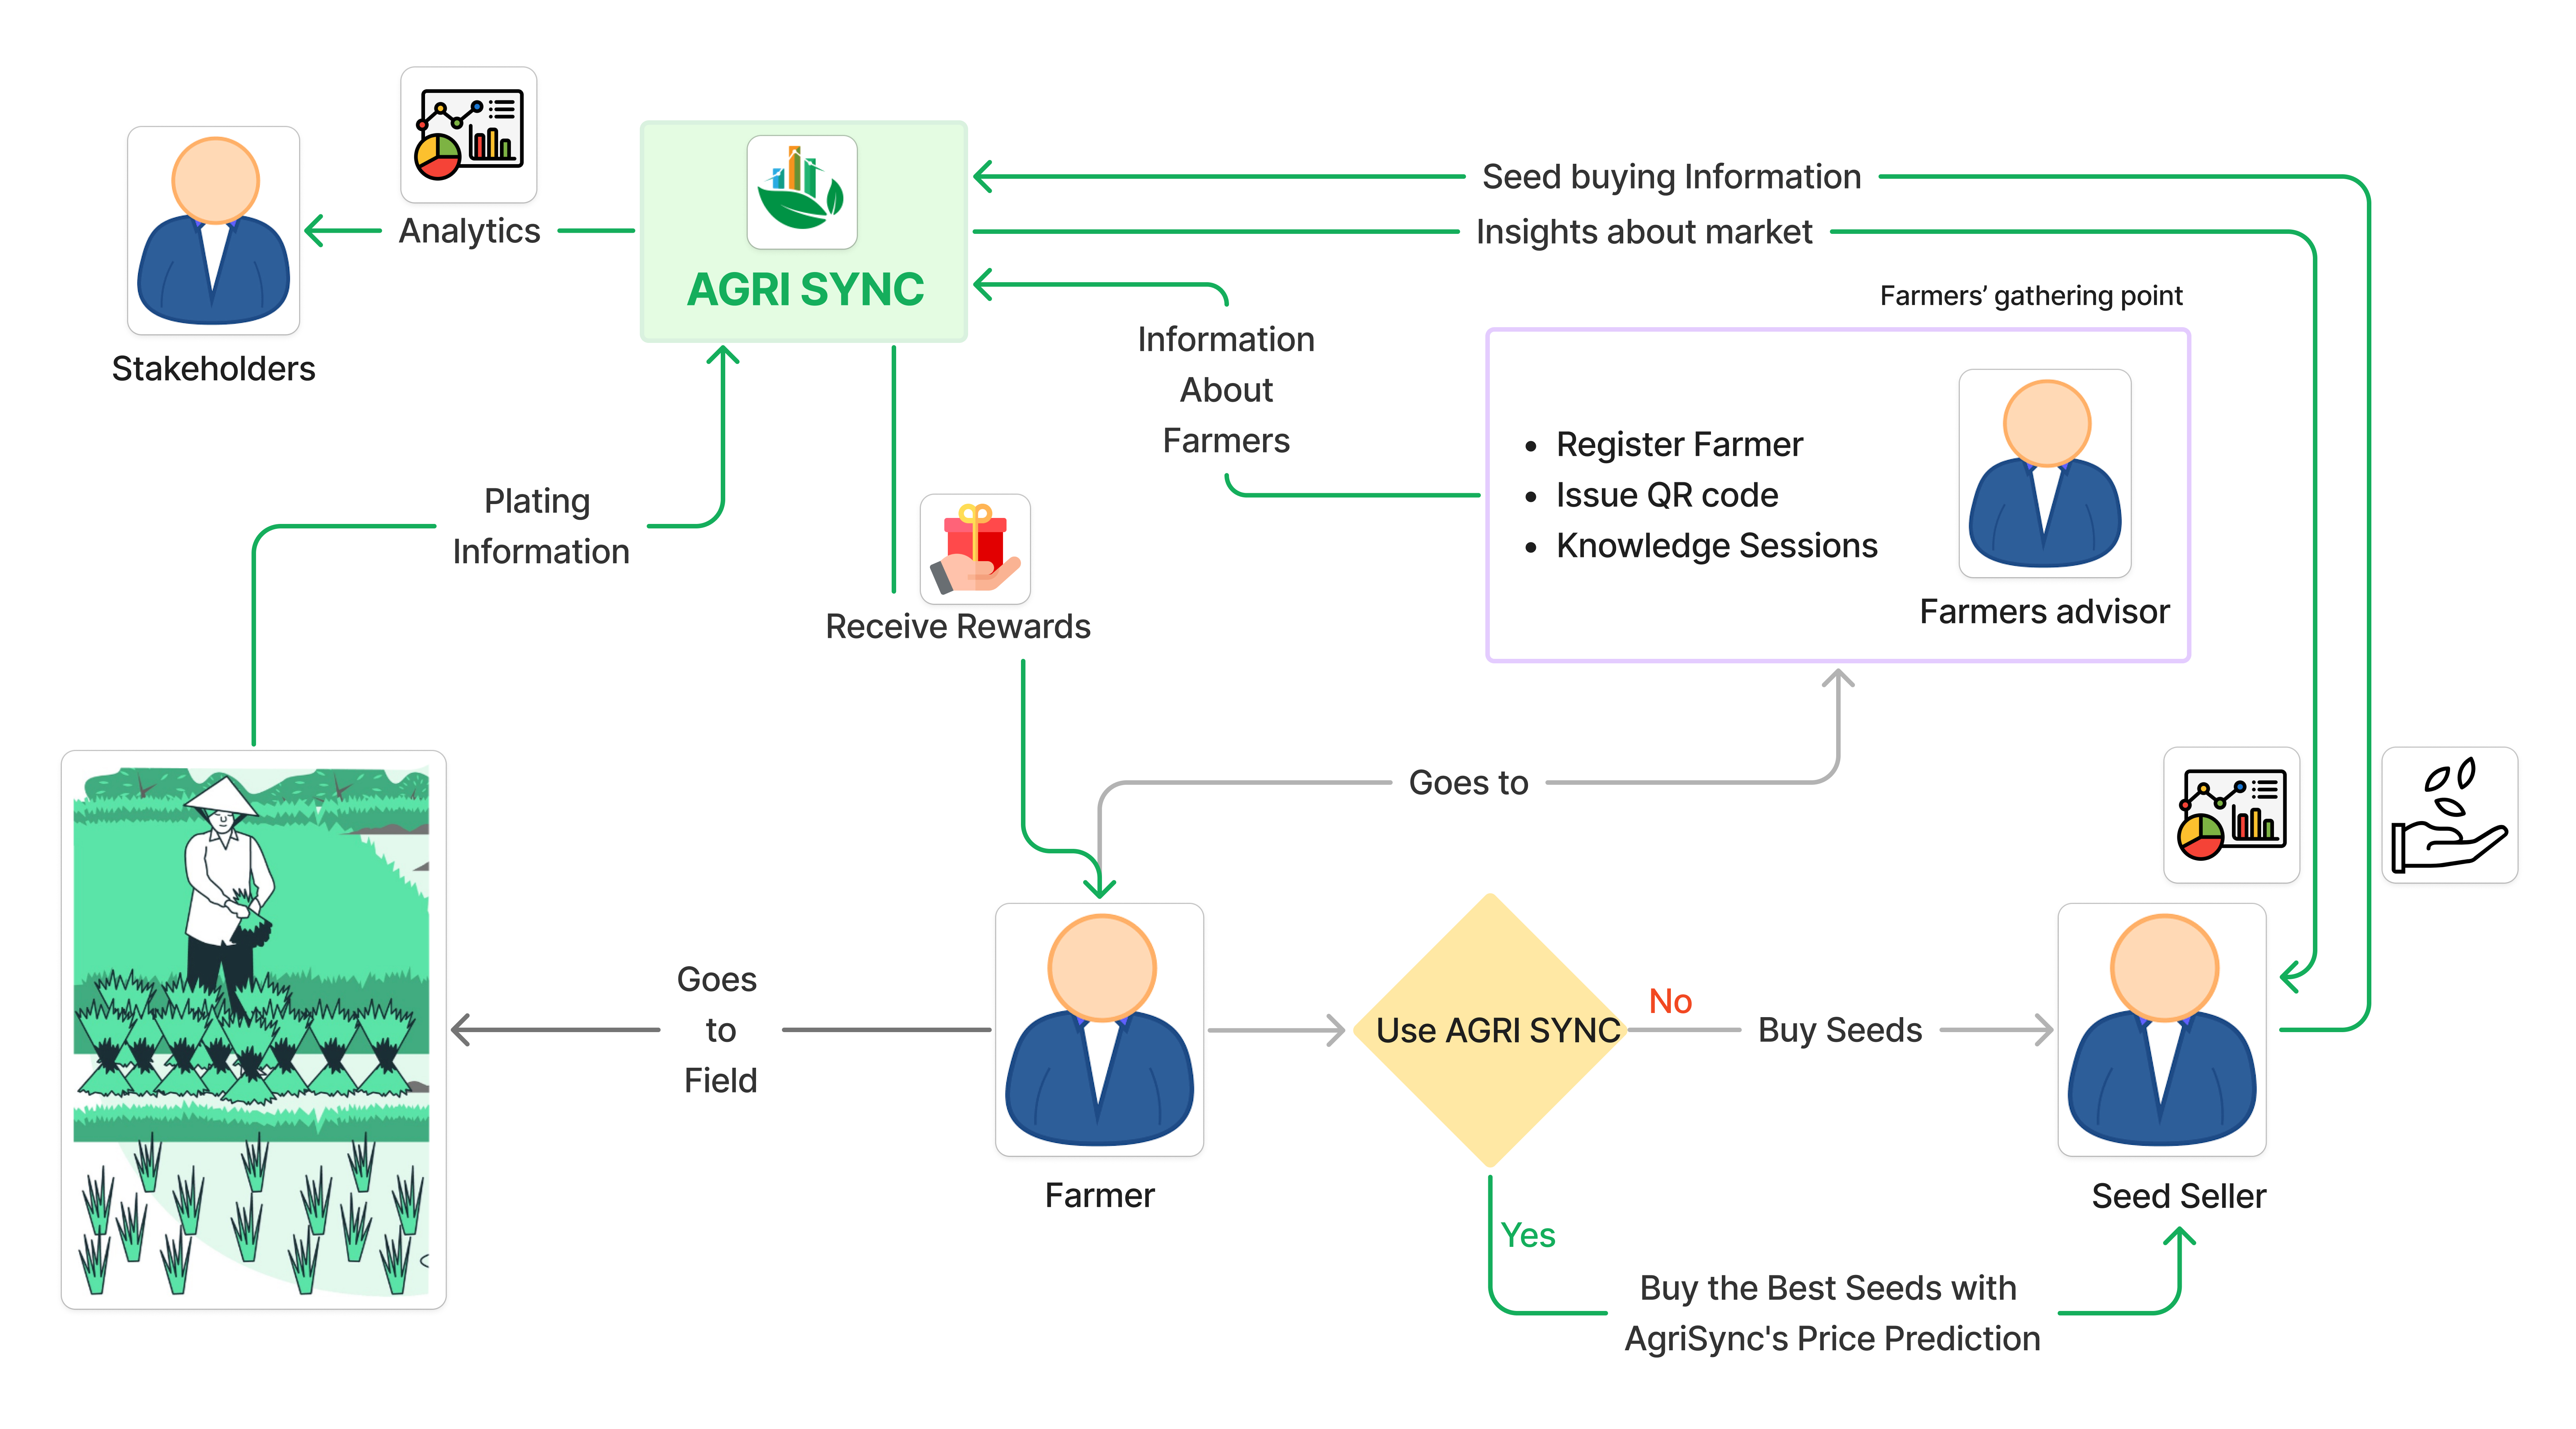 Analytics
Stakeholders
AGRI SYNC
Seed buying Information
Insights about market
Farmers’ gathering point
Information
About
Farmers
• Register Farmer
• Issue QR code
• Knowledge Sessions
Farmers advisor
Plating
Information
Receive Rewards
Goes to
Goes
to
Field
Farmer
Use AGRI SYNC
No
Buy Seeds
Seed Seller
Yes
Buy the Best Seeds with
AgriSync's Price Prediction